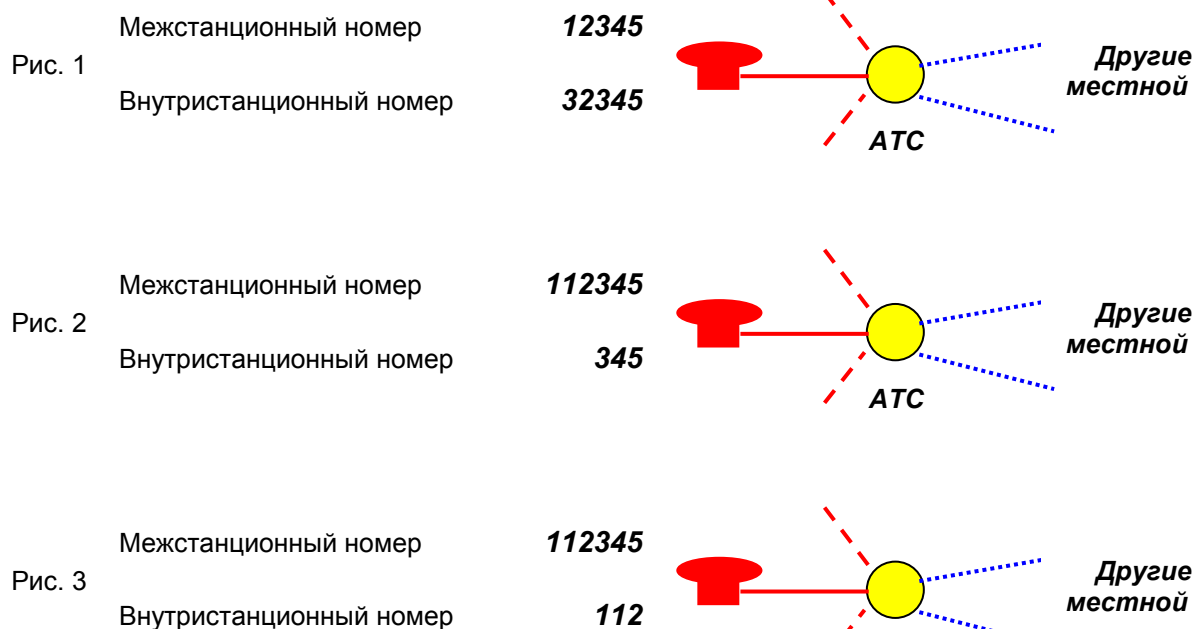 Межстанционный номер 12345
Рис. 1
Другие
местной
Внутристанционный номер 32345
АТС
Межстанционный номер 112345
Рис. 2
Другие
местной
Внутристанционный номер 345
АТС
Межстанционный номер 112345
Рис. 3
Другие
местной
Внутристанционный номер 112